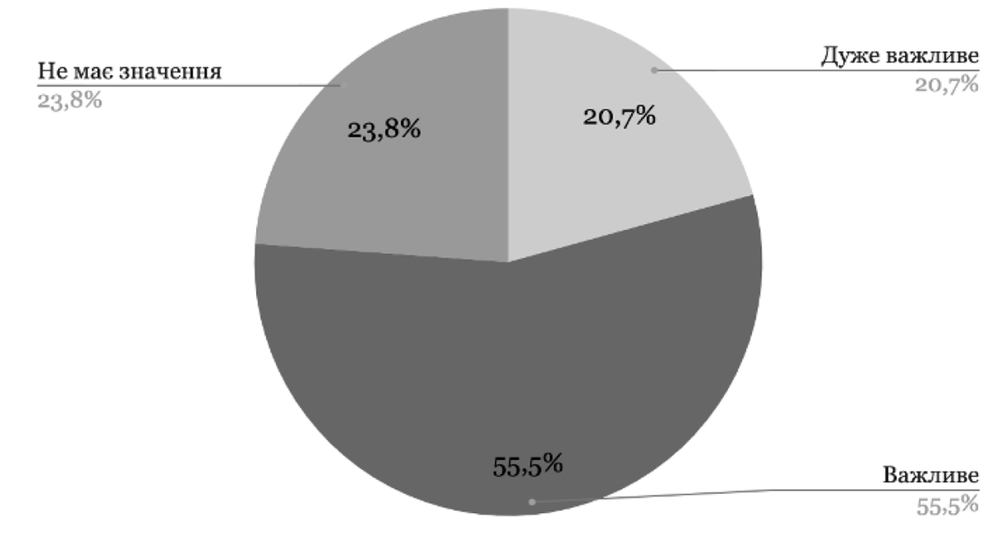 Дуже важливе
20,7%
Не має значення
23,8%
20,7%
23,8%
55,5%
Важливе
55,5%